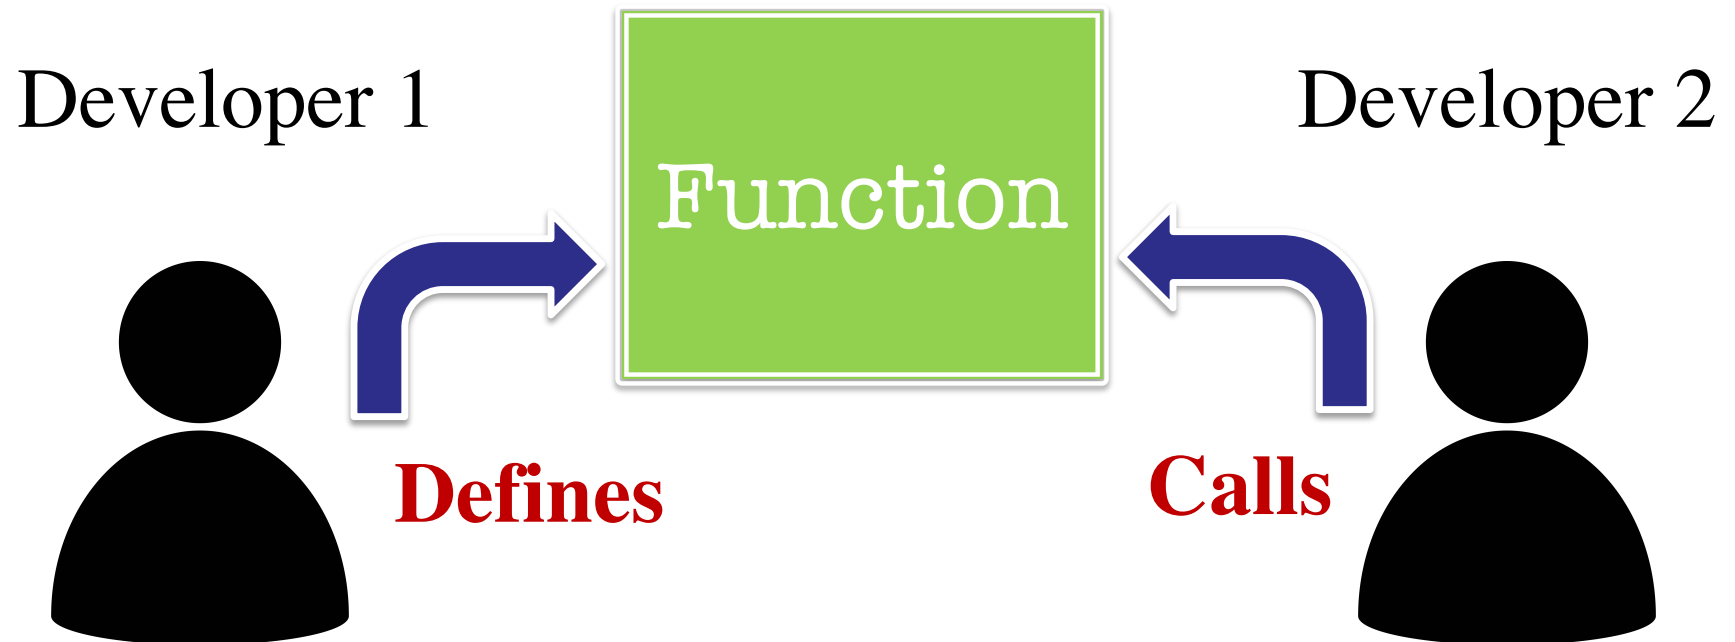 Developer 1
Developer 2
Function
Defines
Calls